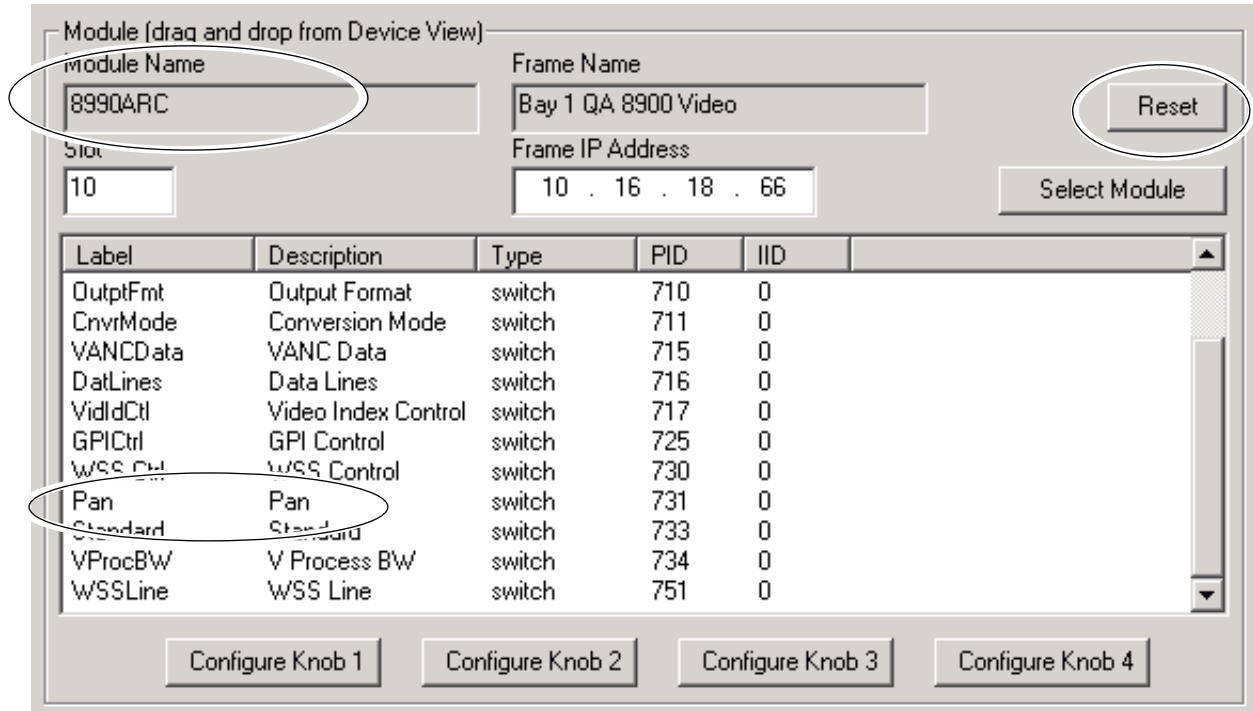 Module (drag and drop from Device View)
Module Name
Frame Name
8990ARC
Bay 1 QA 8900 Video
Reset
Slot
Frame IP Address
10
10 . 16 . 18 . 66
Select Module
Label Description Type PID IID
OutptFmt Output Format switch 710 0
CnvrMode Conversion Mode switch 711 0
VANCData VANC Data switch 715 0
DatLines Data Lines switch 716 0
VidIdCtl Video Index Control switch 717 0
GPICtrl GPI Control switch 725 0
WSS Ctrl WSS Control switch 730 0
Pan Pan switch 731 0
Standard Standard switch 733 0
VProcBW V Process BW switch 734 0
WSSLine WSS Line switch 751 0
Configure Knob 1 Configure Knob 2 Configure Knob 3 Configure Knob 4